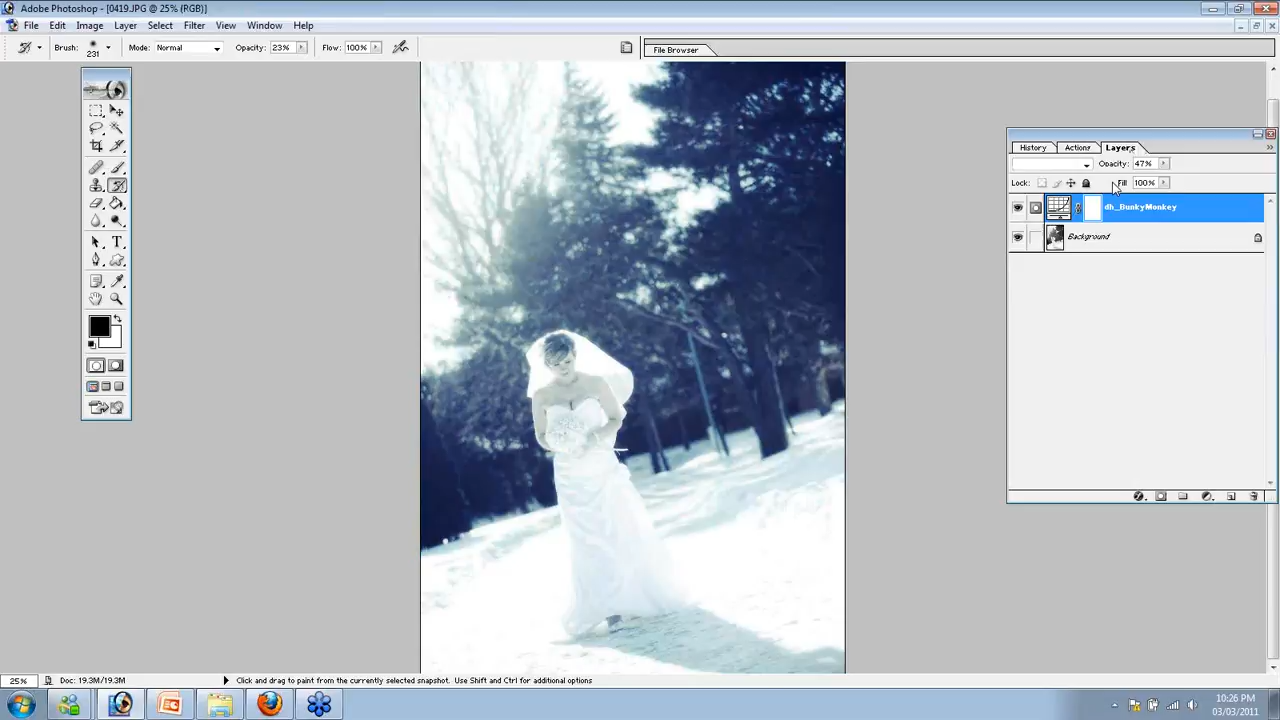 Adobe Photoshop - [0419.JPG @ 25% (RGB)]
File Edit Image Layer Select Filter View Window Help
Brush: 231 Mode: Normal Opacity: 23% Flow: 100% File Browser
History Actions Layers
Opacity: 47%
Lock: Fill 100%
dh_BunkyMonkey
Background
25% Doc: 19.3M/19.3M Click and drag to paint from the currently selected snapshot. Use Shift and Ctrl for additional options
10:26 PM
03/03/2011